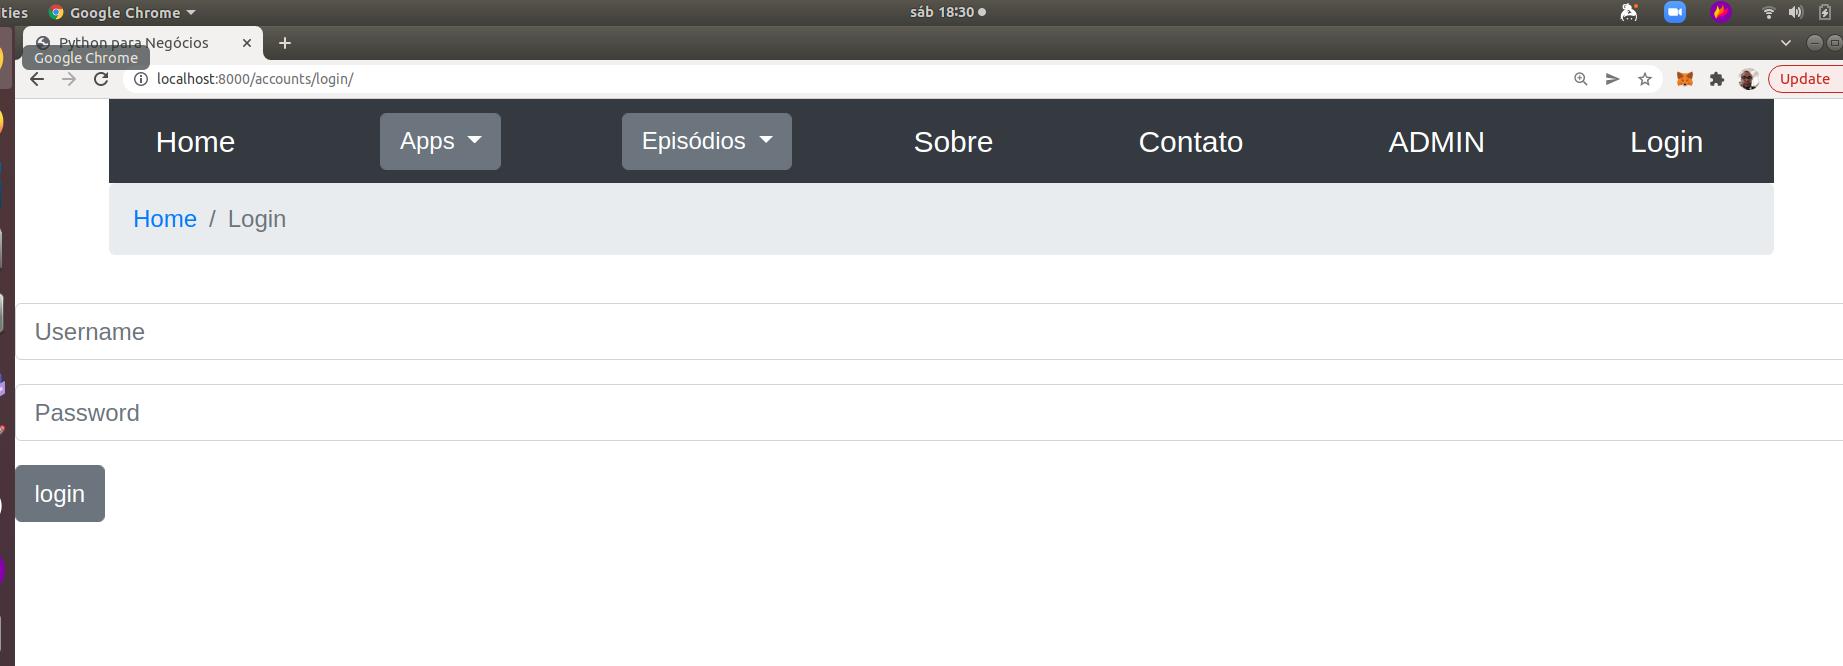 ties Google Chrome sáb 18:30
Python para Negócios
Google Chrome
localhost:8000/accounts/login/ Update
Home Apps Episódios Sobre Contato ADMIN Login
Home / Login
Username
Password
login